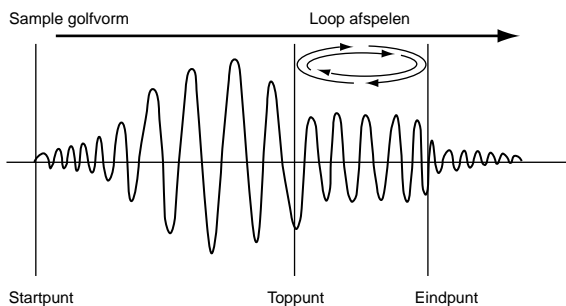 Sample golfvorm
Loop afspelen
Startpunt
Toppunt
Eindpunt